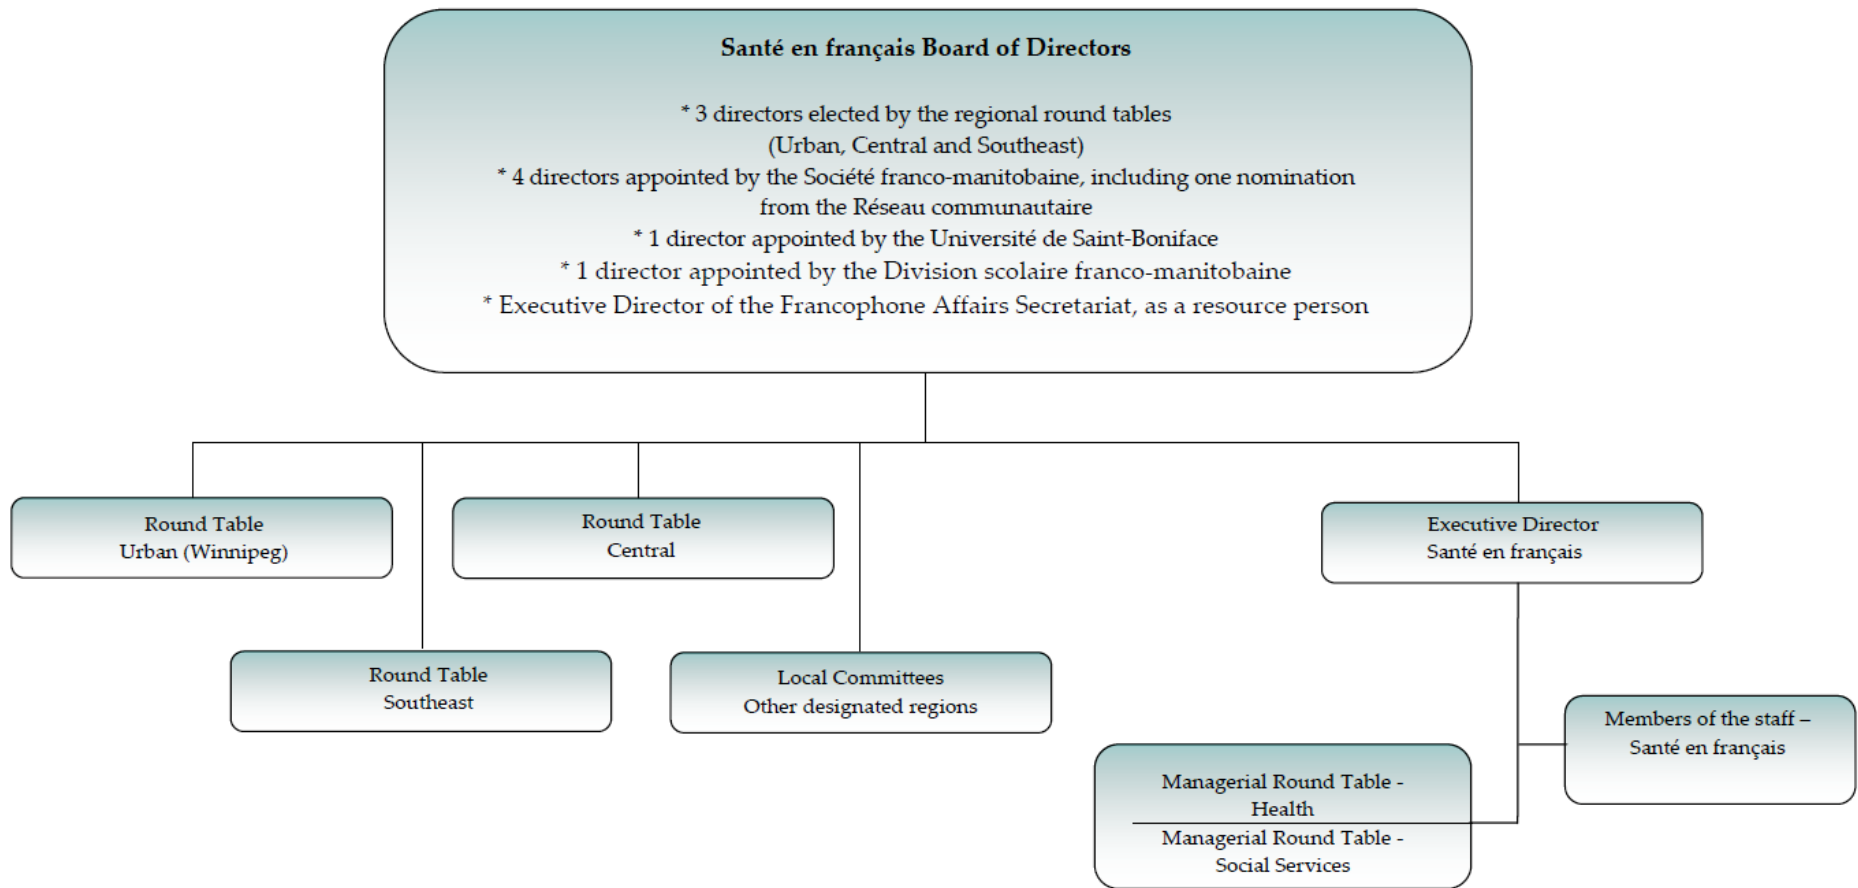 Santé en français Board of Directors
* 3 directors elected by the regional round tables
(Urban, Central and Southeast)
* 4 directors appointed by the Société franco-manitobaine, including one nomination
from the Réseau communautaire
* 1 director appointed by the Université de Saint-Boniface
* 1 director appointed by the Division scolaire franco-manitobaine
* Executive Director of the Francophone Affairs Secretariat, as a resource person
Round Table
Urban (Winnipeg)
Round Table
Central
Executive Director
Santé en français
Round Table
Southeast
Local Committees
Other designated regions
Members of the staff –
Santé en français
Managerial Round Table -
Health
Managerial Round Table -
Social Services